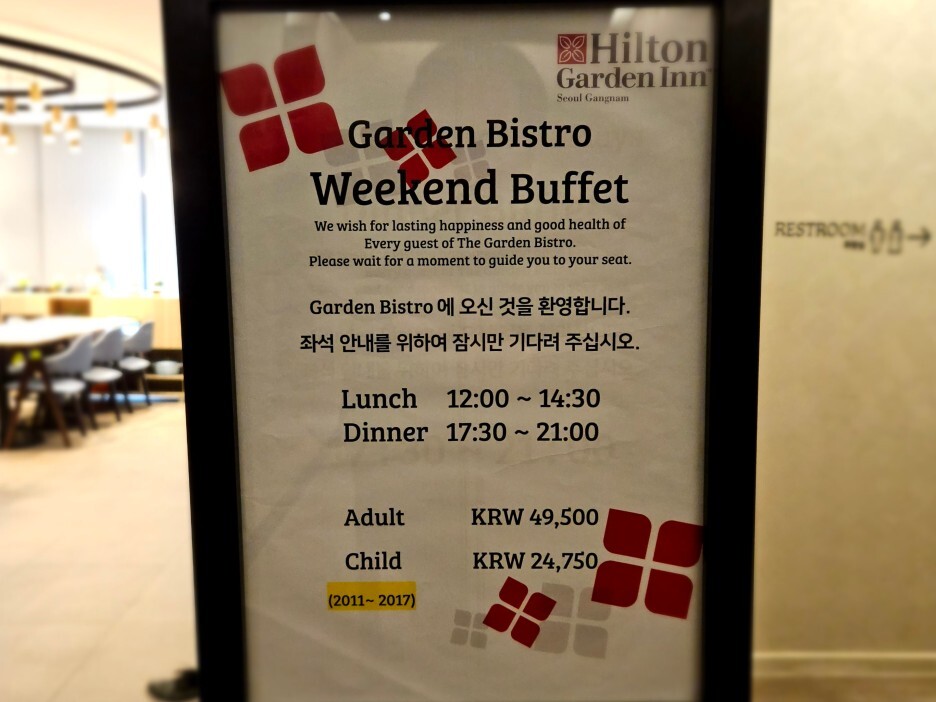 Hilton
Garden Inn
Seoul Gangnam
Garden Bistro
Weekend Buffet
We wish for lasting happiness and good health of
Every guest of The Garden Bistro.
Please wait for a moment to guide you to your seat.
Garden Bistro 에 오신 것을 환영합니다.
좌석 안내를 위하여 잠시만 기다려 주십시오.
Lunch 12:00 ~ 14:30
Dinner 17:30 ~ 21:00
Adult KRW 49,500
Child KRW 24,750
(2011~ 2017)
RESTROOM